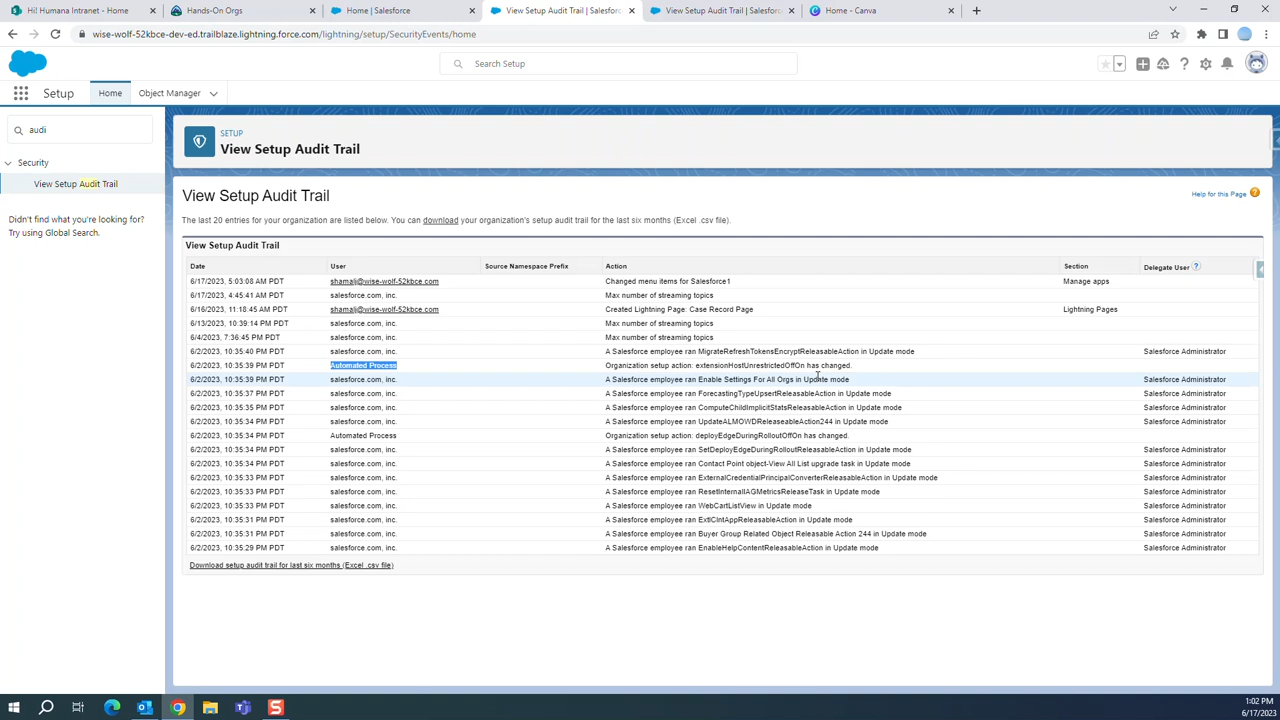 Hil Humana Intranet - Home
Hands-On Orgs
Home | Salesforce
View Setup Audit Trail | Salesfor
View Setup Audit Trail | Salesforc
Home - Canva
wise-wolf-52kbce-dev-ed.trailblaze.lightning.force.com/lightning/setup/SecurityEvents/home
Search Setup
Setup
Home
Object Manager
audi
Security
View Setup Audit Trail
Didn't find what you're looking for?
Try using Global Search.
SETUP
View Setup Audit Trail
View Setup Audit Trail
Help for this Page
The last 20 entries for your organization are listed below. You can download your organization's setup audit trail for the last six months (Excel .csv file).
View Setup Audit Trail
Date User Source Namespace Prefix Action Section Delegate User ?
6/17/2023, 5:03:08 AM PDT shamalj@wise-wolf-52kbce.com Changed menu items for Salesforce1 Manage apps
6/17/2023, 4:45:41 AM PDT salesforce.com, inc. Max number of streaming topics
6/16/2023, 11:18:45 AM PDT shamalj@wise-wolf-52kbce.com Created Lightning Page: Case Record Page Lightning Pages
6/13/2023, 10:39:14 PM PDT salesforce.com, inc. Max number of streaming topics
6/4/2023, 7:36:45 PM PDT salesforce.com, inc. Max number of streaming topics
6/2/2023, 10:35:40 PM PDT salesforce.com, inc. A Salesforce employee ran MigrateRefreshTokensEncryptReleasableAction in Update mode Salesforce Administrator
6/2/2023, 10:35:39 PM PDT Automated Process Organization setup action: extensionHostUnrestrictedOffOn has changed.
6/2/2023, 10:35:39 PM PDT salesforce.com, inc. A Salesforce employee ran Enable Settings For All Orgs in Update mode Salesforce Administrator
6/2/2023, 10:35:37 PM PDT salesforce.com, inc. A Salesforce employee ran ForecastingTypeUpsertReleasableAction in Update mode Salesforce Administrator
6/2/2023, 10:35:35 PM PDT salesforce.com, inc. A Salesforce employee ran ComputeChildImplicitStatsReleasableAction in Update mode Salesforce Administrator
6/2/2023, 10:35:34 PM PDT salesforce.com, inc. A Salesforce employee ran UpdateALMOWDReleaseableAction244 in Update mode Salesforce Administrator
6/2/2023, 10:35:34 PM PDT Automated Process Organization setup action: deployEdgeDuringRolloutOffOn has changed.
6/2/2023, 10:35:34 PM PDT salesforce.com, inc. A Salesforce employee ran SetDeployEdgeDuringRolloutReleasableAction in Update mode Salesforce Administrator
6/2/2023, 10:35:34 PM PDT salesforce.com, inc. A Salesforce employee ran Contact Point object-View All List upgrade task in Update mode Salesforce Administrator
6/2/2023, 10:35:33 PM PDT salesforce.com, inc. A Salesforce employee ran ExternalCredentialPrincipalConverterReleasableAction in Update mode Salesforce Administrator
6/2/2023, 10:35:33 PM PDT salesforce.com, inc. A Salesforce employee ran ResetInternalIAGMetricsReleaseTask in Update mode Salesforce Administrator
6/2/2023, 10:35:33 PM PDT salesforce.com, inc. A Salesforce employee ran WebCartListView in Update mode Salesforce Administrator
6/2/2023, 10:35:31 PM PDT salesforce.com, inc. A Salesforce employee ran ExtlClntAppReleasableAction in Update mode Salesforce Administrator
6/2/2023, 10:35:31 PM PDT salesforce.com, inc. A Salesforce employee ran Buyer Group Related Object Releasable Action 244 in Update mode Salesforce Administrator
6/2/2023, 10:35:29 PM PDT salesforce.com, inc. A Salesforce employee ran EnableHelpContentReleasableAction in Update mode Salesforce Administrator
Download setup audit trail for last six months (Excel .csv file)
1:02 PM
6/17/2023